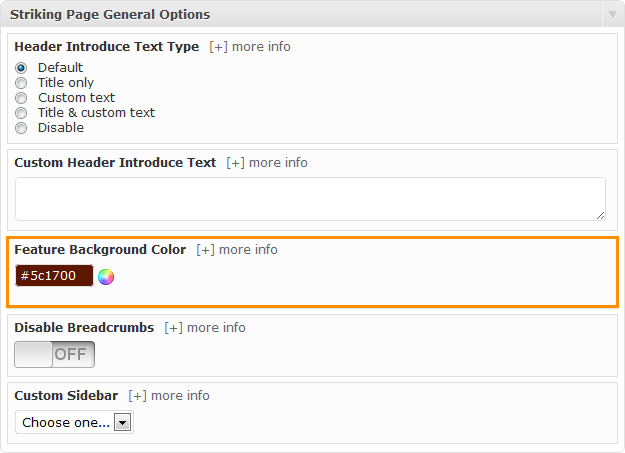 Striking Page General Options
Header Introduce Text Type [+] more info
Default
Title only
Custom text
Title & custom text
Disable
Custom Header Introduce Text [+] more info
Feature Background Color [+] more info
#5c1700
Disable Breadcrumbs [+] more info
OFF
Custom Sidebar [+] more info
Choose one...